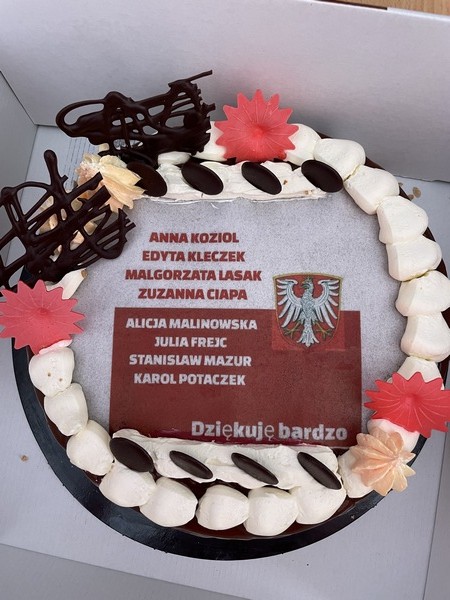 ANNA KOZIOL
EDYTA KLECZEK
MALGORZATA LASAK
ZUZANNA CIAPA
ALICJA MALINOWSKA
JULIA FREJC
STANISLAW MAZUR
KAROL POTACZEK
Dziękuję bardzo